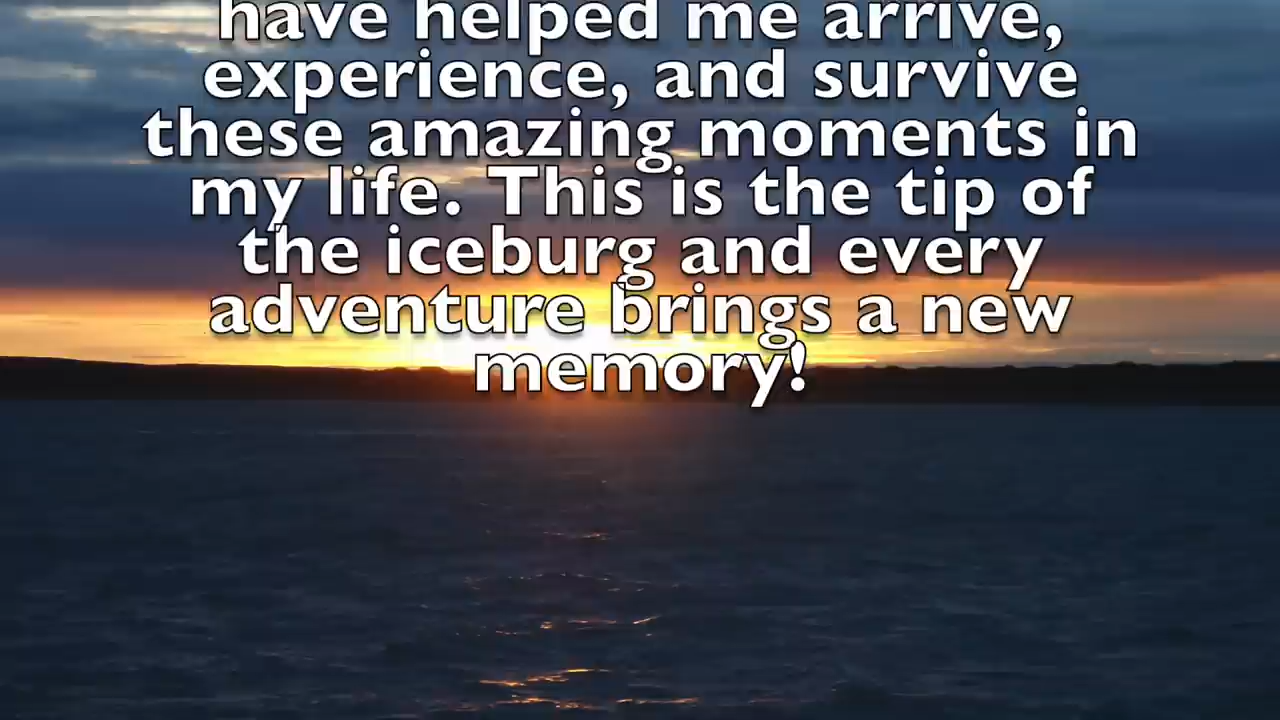 have helped me arrive,
experience, and survive
these amazing moments in
my life. This is the tip of
the iceburg and every
adventure brings a new
memory!